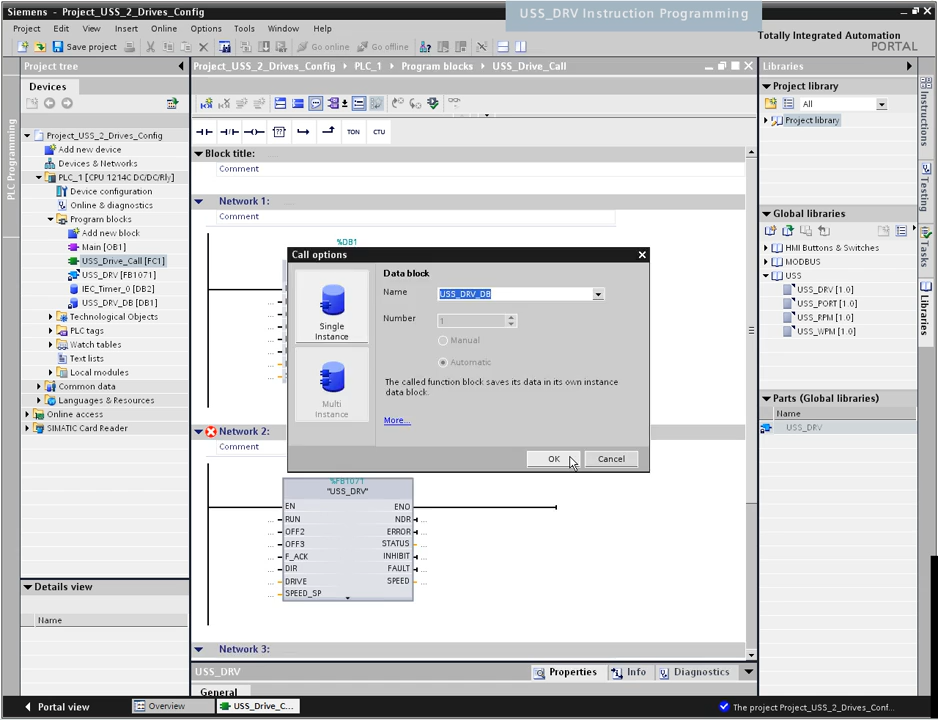 Siemens - Project_USS_2_Drives_Config
USS_DRV Instruction Programming
Project Edit View Insert Online Options Tools Window Help
Totally Integrated Automation
PORTAL
Save project
Go online
Go offline
Project tree
Project_USS_2_Drives_Config
PLC_1
Program blocks
USS_Drive_Call
Libraries
Devices
PLC Programming
Project_USS_2_Drives_Config
Add new device
Devices & Networks
PLC_1 [CPU 1214C DC/DC/Rly]
Device configuration
Online & diagnostics
Program blocks
Add new block
Main [OB1]
USS_Drive_Call [FC1]
USS_DRV [FB1071]
IEC_Timer_0 [DB2]
USS_DRV_DB [DB1]
Technological Objects
PLC tags
Watch tables
Text lists
Local modules
Common data
Languages & Resources
Online access
SIMATIC Card Reader
Details view
Name
TON
CTU
Block title:
Comment
Network 1:
Comment
%DB1
Call options
Single
Instance
Multi
Instance
Data block
Name
USS_DRV_DB
Number
1
Manual
Automatic
The called function block saves its data in its own instance
data block.
More...
OK
Cancel
Network 2:
Comment
%FB1071
"USS_DRV"
EN ENO
RUN NDR ...
OFF2 ERROR ...
OFF3 STATUS ...
F_ACK INHIBIT ...
DIR FAULT ...
DRIVE SPEED ...
SPEED_SP
Network 3:
USS_DRV
Properties
Info
Diagnostics
General
Project library
All
Project library
Global libraries
HMI Buttons & Switches
MODBUS
USS
USS_DRV [1.0]
USS_PORT [1.0]
USS_RPM [1.0]
USS_WPM [1.0]
Parts (Global libraries)
Name
USS_DRV
Instructions
Testing
Tasks
Libraries
Portal view
Overview
USS_Drive_C...
The project Project_USS_2_Drives_Conf...